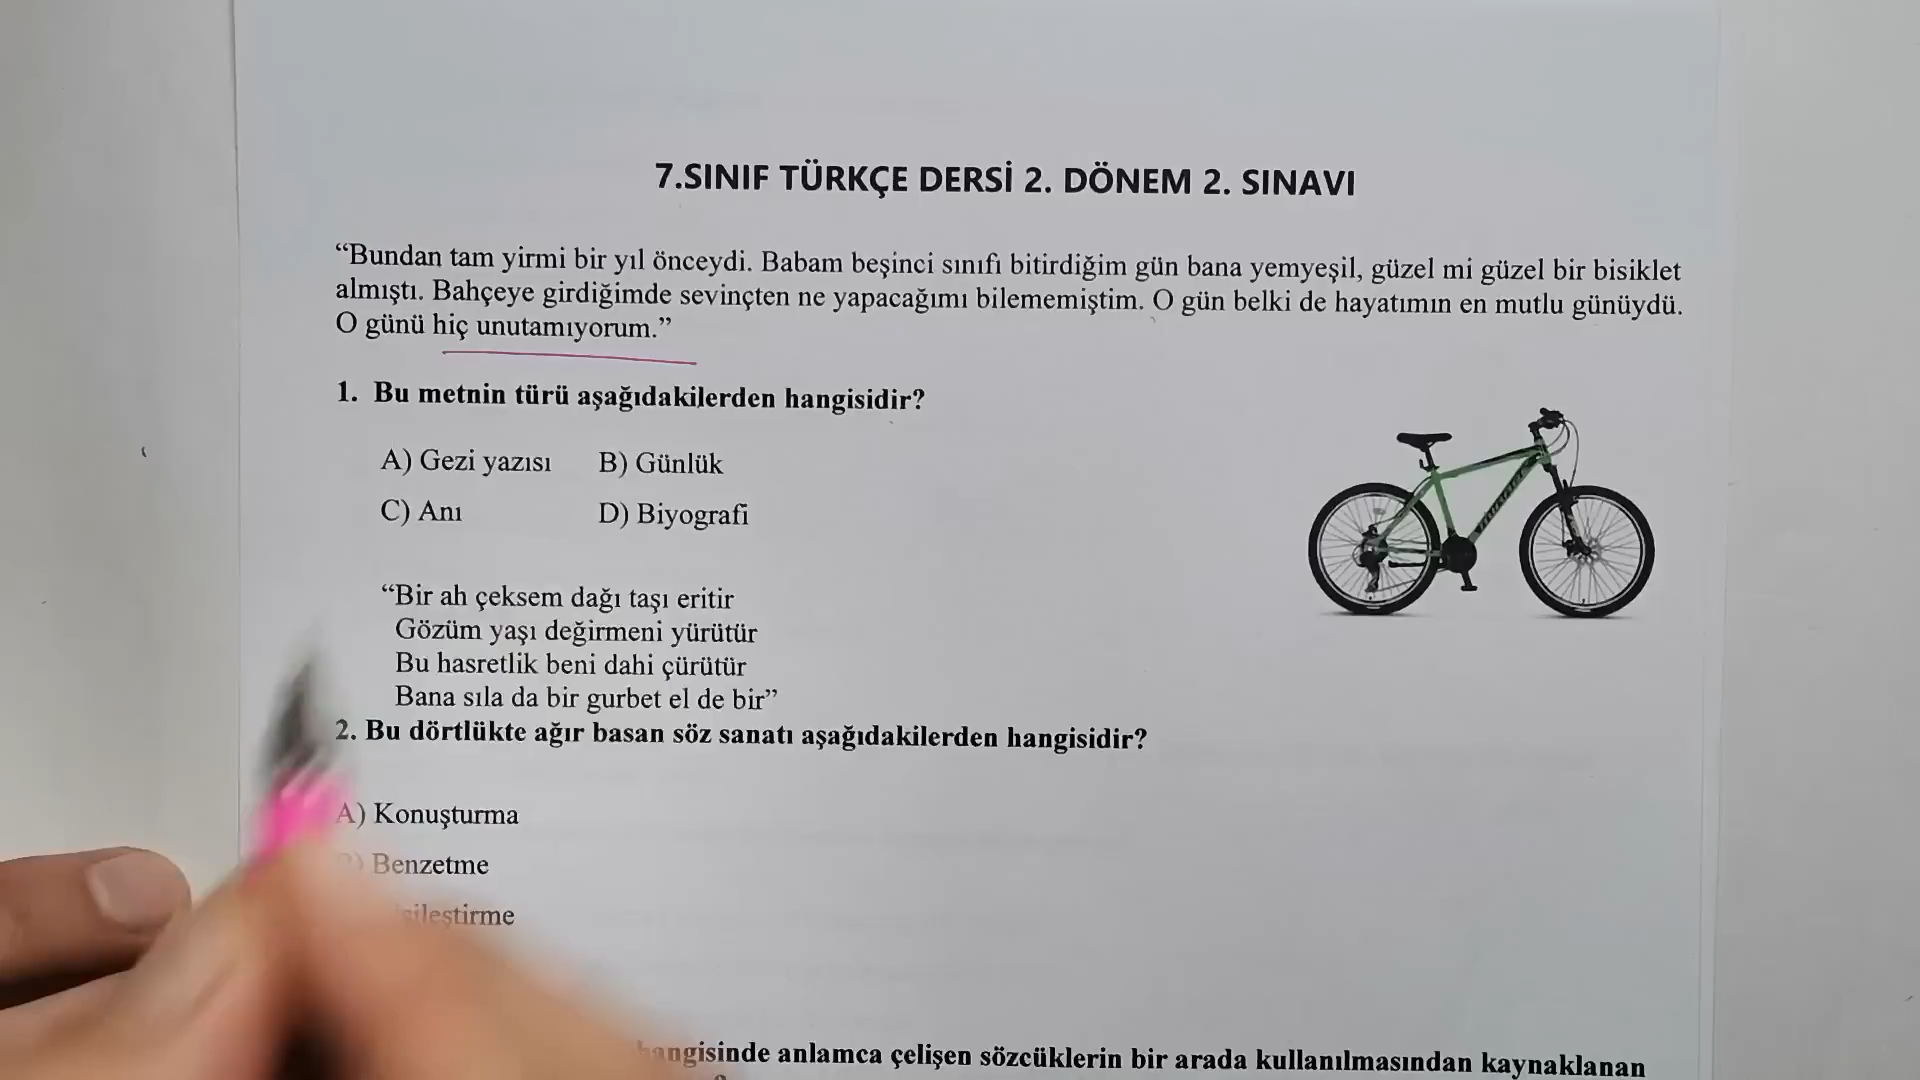 7.SINIF TÜRKÇE DERSİ 2. DÖNEM 2. SINAVI
“Bundan tam yirmi bir yıl önceydi. Babam beşinci sınıfı bitirdiğim gün bana yemyeşil, güzel mi güzel bir bisiklet
almıştı. Bahçeye girdiğimde sevinçten ne yapacağımı bilememiştim. O gün belki de hayatımın en mutlu günüydü.
O günü hiç unutamıyorum.”
1. Bu metnin türü aşağıdakilerden hangisidir?
A) Gezi yazısı B) Günlük
C) Anı D) Biyografi
“Bir ah çeksem dağı taşı eritir
Gözüm yaşı değirmeni yürütür
Bu hasretlik beni dahi çürütür
Bana sıla da bir gurbet el de bir”
2. Bu dörtlükte ağır basan söz sanatı aşağıdakilerden hangisidir?
A) Konuşturma
Benzetme
hangisinde anlamca çelişen sözcüklerin bir arada kullanılmasından kaynaklanan